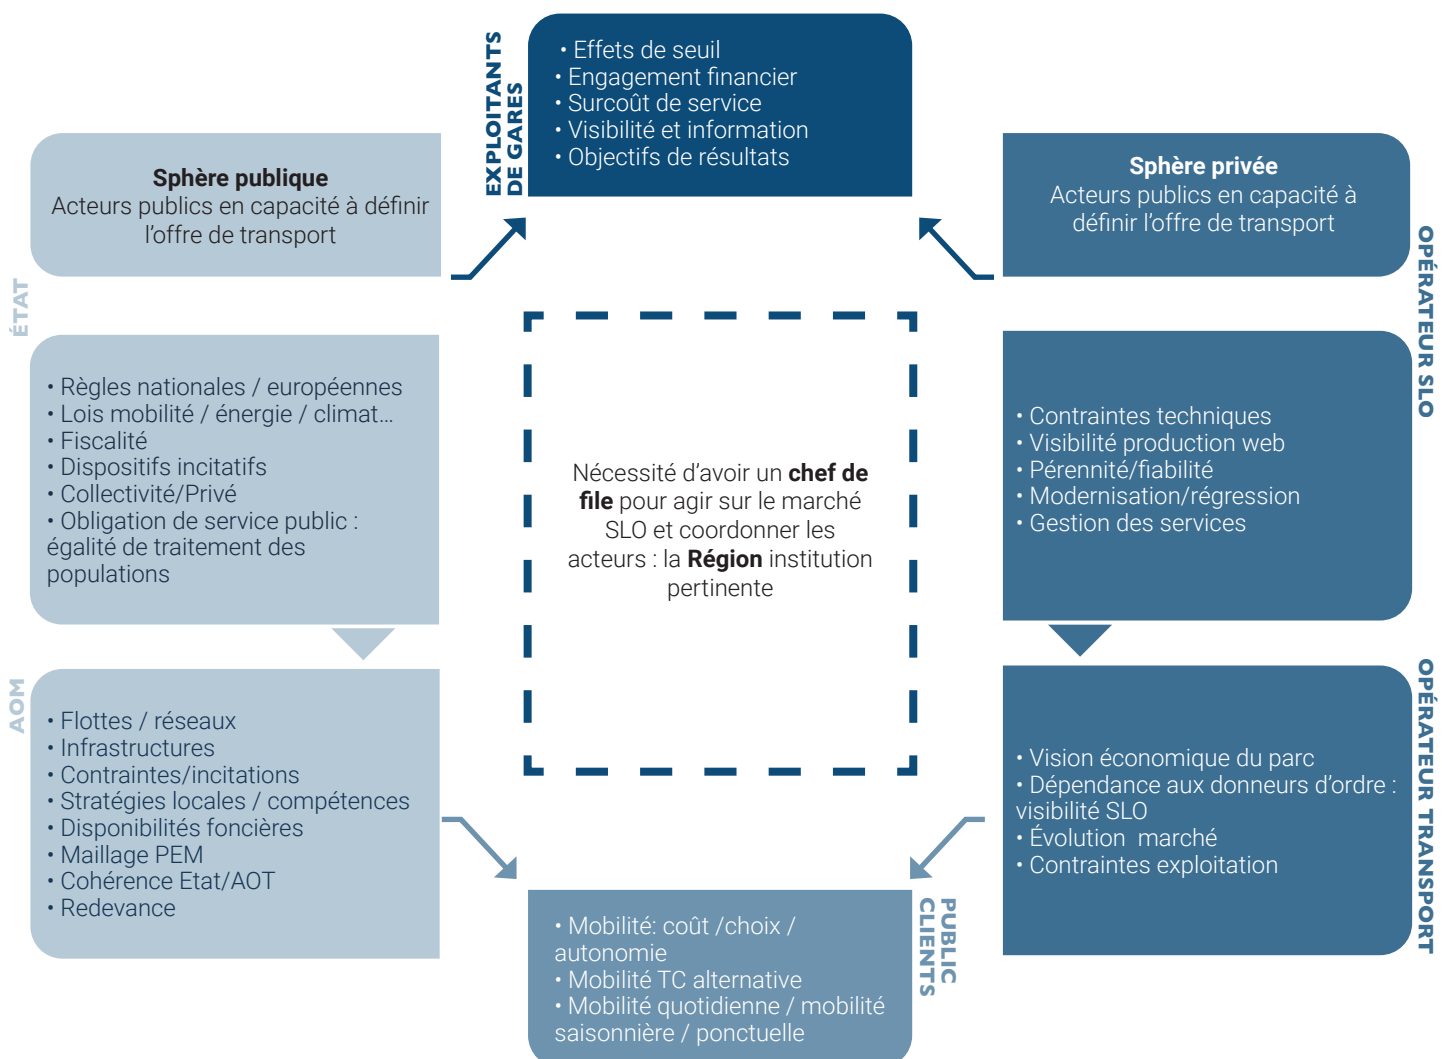 EXPLOITANTS
DE GARES
• Effets de seuil
• Engagement financier
• Surcoût de service
• Visibilité et information
• Objectifs de résultats
Sphère publique
Acteurs publics en capacité à définir
l’offre de transport
Sphère privée
Acteurs publics en capacité à
définir l’offre de transport
ÉTAT
• Règles nationales / européennes
• Lois mobilité / énergie / climat...
• Fiscalité
• Dispositifs incitatifs
• Collectivité/Privé
• Obligation de service public :
égalité de traitement des
populations
Nécessité d’avoir un chef de
file pour agir sur le marché
SLO et coordonner les
acteurs : la Région institution
pertinente
OPÉRATEUR SLO
• Contraintes techniques
• Visibilité production web
• Pérennité/fiabilité
• Modernisation/régression
• Gestion des services
AOM
• Flottes / réseaux
• Infrastructures
• Contraintes/incitations
• Stratégies locales / compétences
• Disponibilités foncières
• Maillage PEM
• Cohérence Etat/AOT
• Redevance
OPÉRATEUR TRANSPORT
• Vision économique du parc
• Dépendance aux donneurs d’ordre :
visibilité SLO
• Évolution  marché
• Contraintes exploitation
PUBLIC
CLIENTS
• Mobilité: coût /choix /
autonomie
• Mobilité TC alternative
• Mobilité quotidienne / mobilité
saisonnière / ponctuelle